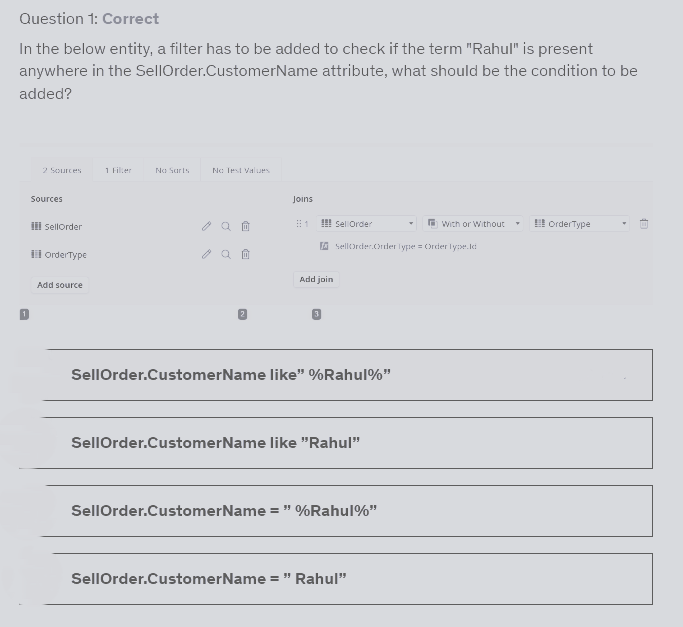 Question 1: Correct
In the below entity, a filter has to be added to check if the term "Rahul" is present
anywhere in the SellOrder.CustomerName attribute, what should be the condition to be
added?
2 Sources 1 Filter No Sorts No Test Values
Sources Joins
SellOrder 1 SellOrder With or Without OrderType
SellOrder.OrderType = OrderType.Id
OrderType
Add join
Add source
1 2 3
SellOrder.CustomerName like” %Rahul%”
SellOrder.CustomerName like ”Rahul”
SellOrder.CustomerName = ” %Rahul%”
SellOrder.CustomerName = ” Rahul”